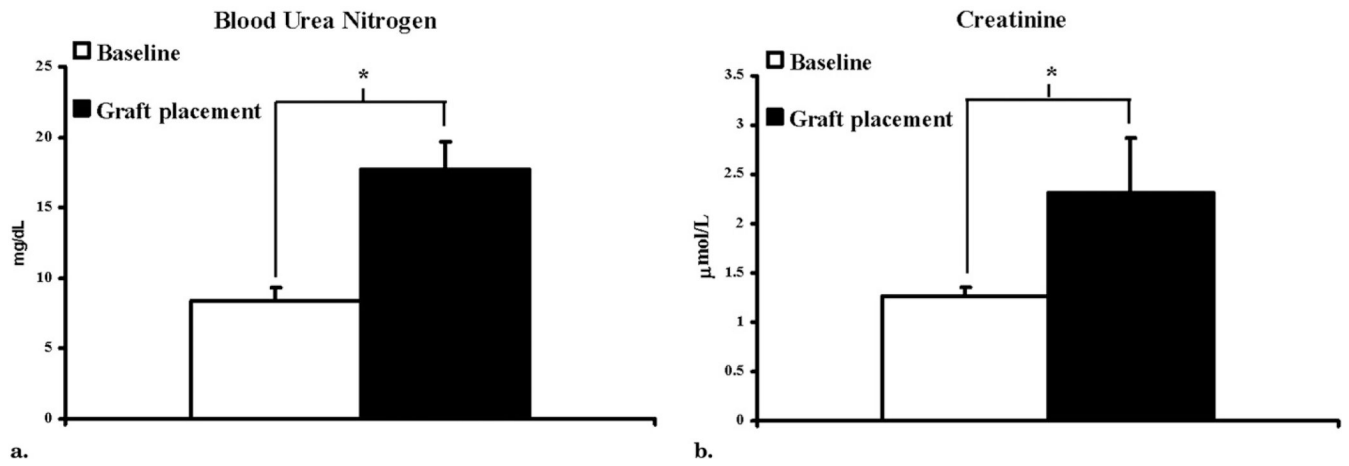 Blood Urea Nitrogen
Baseline
Graft placement
*
25
20
15
10
5
0
mg/dL
a.
Creatinine
Baseline
Graft placement
*
3.5
3
2.5
2
1.5
1
0.5
0
µmol/L
b.